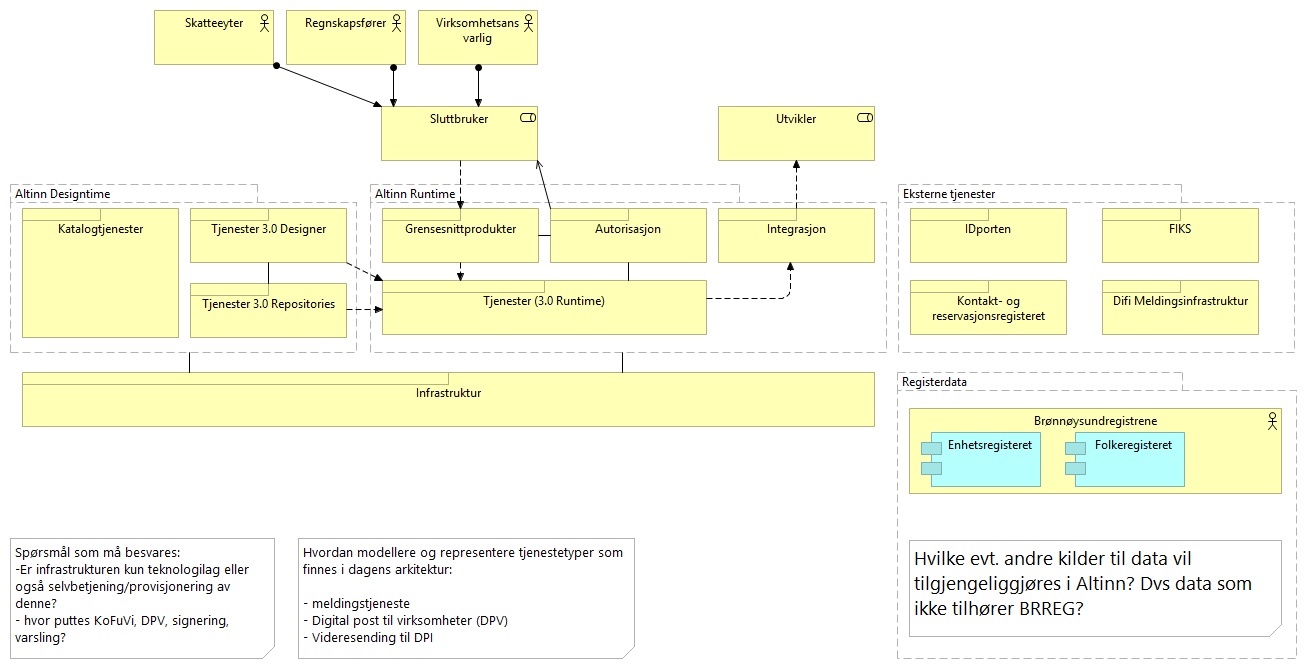 Skatteeyter
Regnskapsfører
Virksomhetsans
varlig
Sluttbruker
Utvikler
Altinn Designtime
Katalogtjenester
Tjenester 3.0 Designer
Tjenester 3.0 Repositories
Altinn Runtime
Grensesnittprodukter
Autorisasjon
Integrasjon
Tjenester (3.0 Runtime)
Eksterne tjenester
IDporten
FIKS
Kontakt- og
reservasjonsregisteret
Difi Meldingsinfrastruktur
Infrastruktur
Registerdata
Brønnøysundregistrene
Enhetsregisteret
Folkeregisteret
Spørsmål som må besvares:
-Er infrastrukturen kun teknologilag eller
også selvbetjening/provisjonering av
denne?
- hvor puttes KoFuVi, DPV, signering,
varsling?
Hvordan modellere og representere tjenestetyper som
finnes i dagens arkitektur:
- meldingstjeneste
- Digital post til virksomheter (DPV)
- Videresending til DPI
Hvilke evt. andre kilder til data vil
tilgjengeliggjøres i Altinn? Dvs data som
ikke tilhører BRREG?